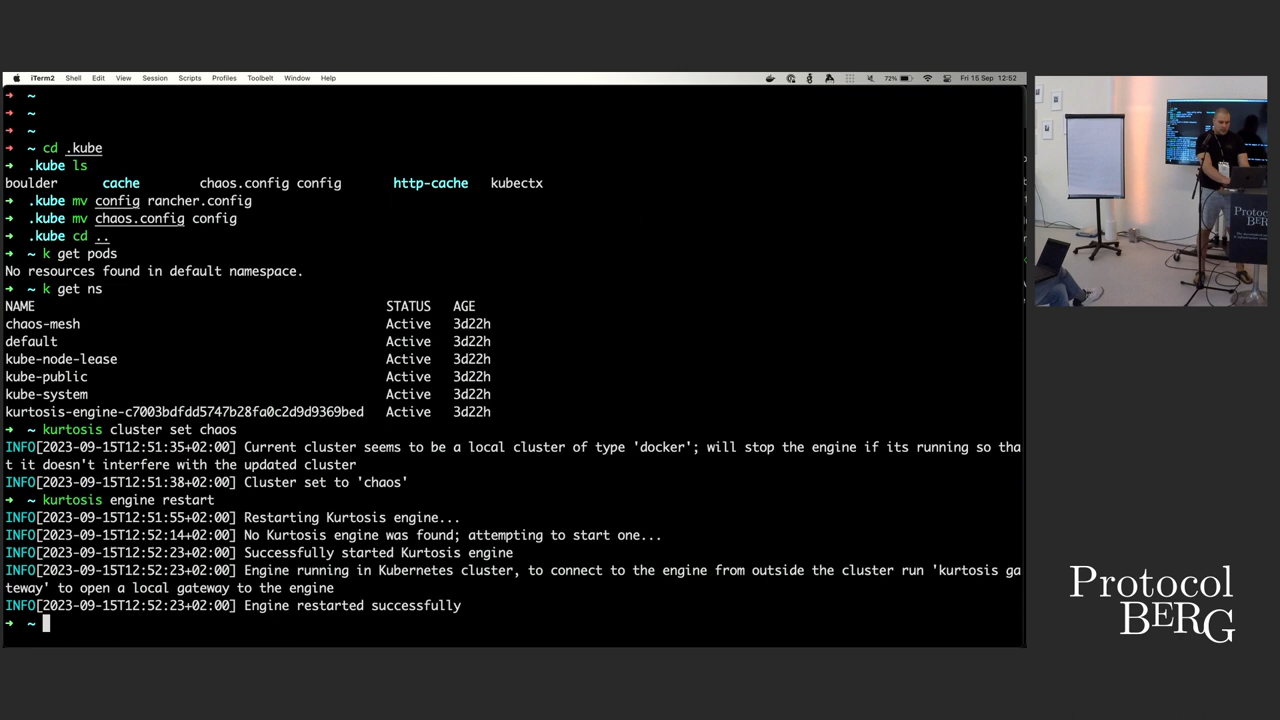 iTerm2 Shell Edit View Session Scripts Profiles Toolbelt Window Help 72% Fri 15 Sep 12:52
➜ ~
➜ ~
➜ ~
➜ ~ cd .kube
➜ .kube ls
boulder cache chaos.config config http-cache kubectx
➜ .kube mv config rancher.config
➜ .kube mv chaos.config config
➜ .kube cd ..
➜ ~ k get pods
No resources found in default namespace.
➜ ~ k get ns
NAME STATUS AGE
chaos-mesh Active 3d22h
default Active 3d22h
kube-node-lease Active 3d22h
kube-public Active 3d22h
kube-system Active 3d22h
kurtosis-engine-c7003bdfdd5747b28fa0c2d9d9369bed Active 3d22h
➜ ~ kurtosis cluster set chaos
INFO[2023-09-15T12:51:35+02:00] Current cluster seems to be a local cluster of type 'docker'; will stop the engine if its running so tha
t it doesn't interfere with the updated cluster
INFO[2023-09-15T12:51:38+02:00] Cluster set to 'chaos'
➜ ~ kurtosis engine restart
INFO[2023-09-15T12:51:55+02:00] Restarting Kurtosis engine...
INFO[2023-09-15T12:52:14+02:00] No Kurtosis engine was found; attempting to start one...
INFO[2023-09-15T12:52:23+02:00] Successfully started Kurtosis engine
INFO[2023-09-15T12:52:23+02:00] Engine running in Kubernetes cluster, to connect to the engine from outside the cluster run 'kurtosis ga
teway' to open a local gateway to the engine
INFO[2023-09-15T12:52:23+02:00] Engine restarted successfully
➜ ~
Protocol
BERG
Protocol
BERG